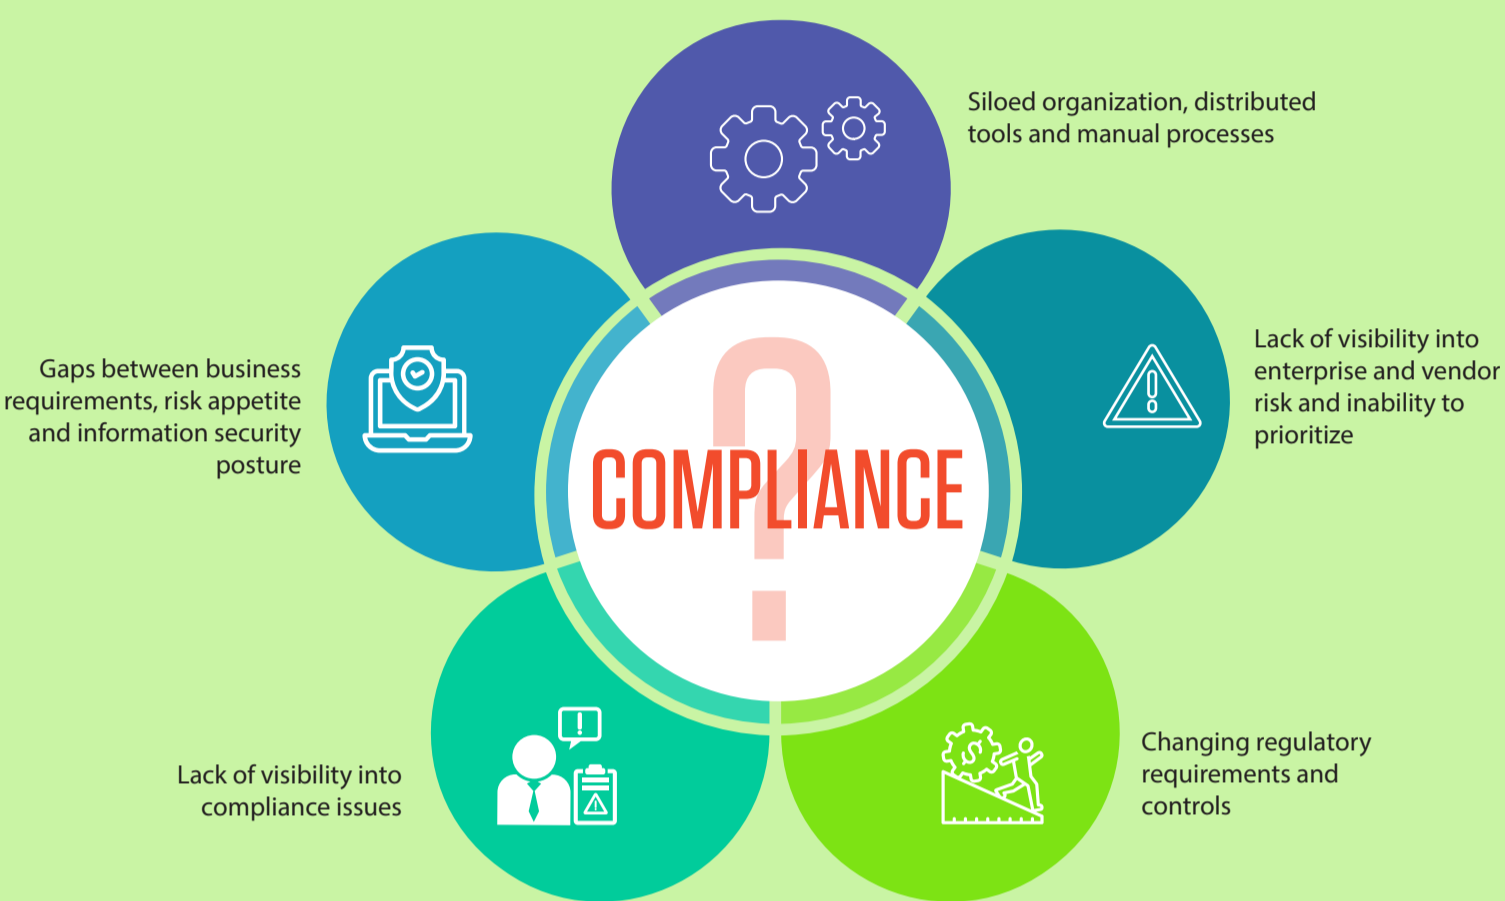 Siloed organization, distributed
tools and manual processes
Lack of visibility into
enterprise and vendor
risk and inability to
prioritize
Gaps between business
requirements, risk appetite
and information security
posture
?
COMPLIANCE
$
Changing regulatory
requirements and
controls
Lack of visibility into
compliance issues